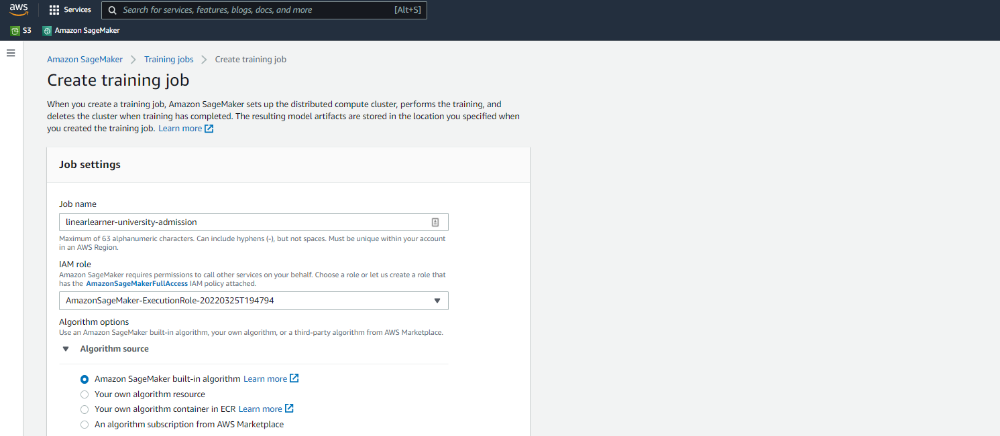 aws
Services
Search for services, features, blogs, docs, and more [Alt+S]
S3 Amazon SageMaker
Amazon SageMaker > Training jobs > Create training job
Create training job
When you create a training job, Amazon SageMaker sets up the distributed compute cluster, performs the training, and
deletes the cluster when training has completed. The resulting model artifacts are stored in the location you specified when
you created the training job. Learn more
Job settings
Job name
linearlearner-university-admission
Maximum of 63 alphanumeric characters. Can include hyphens (-), but not spaces. Must be unique within your account
in an AWS Region.
IAM role
Amazon SageMaker requires permissions to call other services on your behalf. Choose a role or let us create a role that
has the AmazonSageMakerFullAccess IAM policy attached.
AmazonSageMaker-ExecutionRole-20220325T194794
Algorithm options
Use an Amazon SageMaker built-in algorithm, your own algorithm, or a third-party algorithm from AWS Marketplace.
Algorithm source
Amazon SageMaker built-in algorithm Learn more
Your own algorithm resource
Your own algorithm container in ECR Learn more
An algorithm subscription from AWS Marketplace